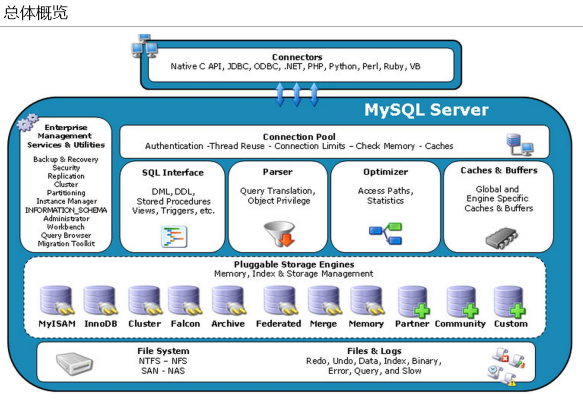 总体概览
Connectors
Native C API, JDBC, ODBC, .NET, PHP, Python, Perl, Ruby, VB
MySQL Server
Enterprise
Management
Services & Utilities
Backup & Recovery
Security
Replication
Cluster
Partitioning
Instance Manager
INFORMATION_SCHEMA
Administrator
Workbench
Query Browser
Migration Toolkit
Connection Pool
Authentication -Thread Reuse - Connection Limits – Check Memory - Caches
SQL Interface
DML, DDL,
Stored Procedures
Views, Triggers, etc.
Parser
Query Translation,
Object Privilege
Optimizer
Access Paths,
Statistics
Caches & Buffers
Global and
Engine Specific
Caches & Buffers
Pluggable Storage Engines
Memory, Index & Storage Management
MyISAM
InnoDB
Cluster
Falcon
Archive
Federated
Merge
Memory
Partner
Community
Custom
File System
NTFS – NFS
SAN - NAS
Files & Logs
Redo, Undo, Data, Index, Binary,
Error, Query, and Slow